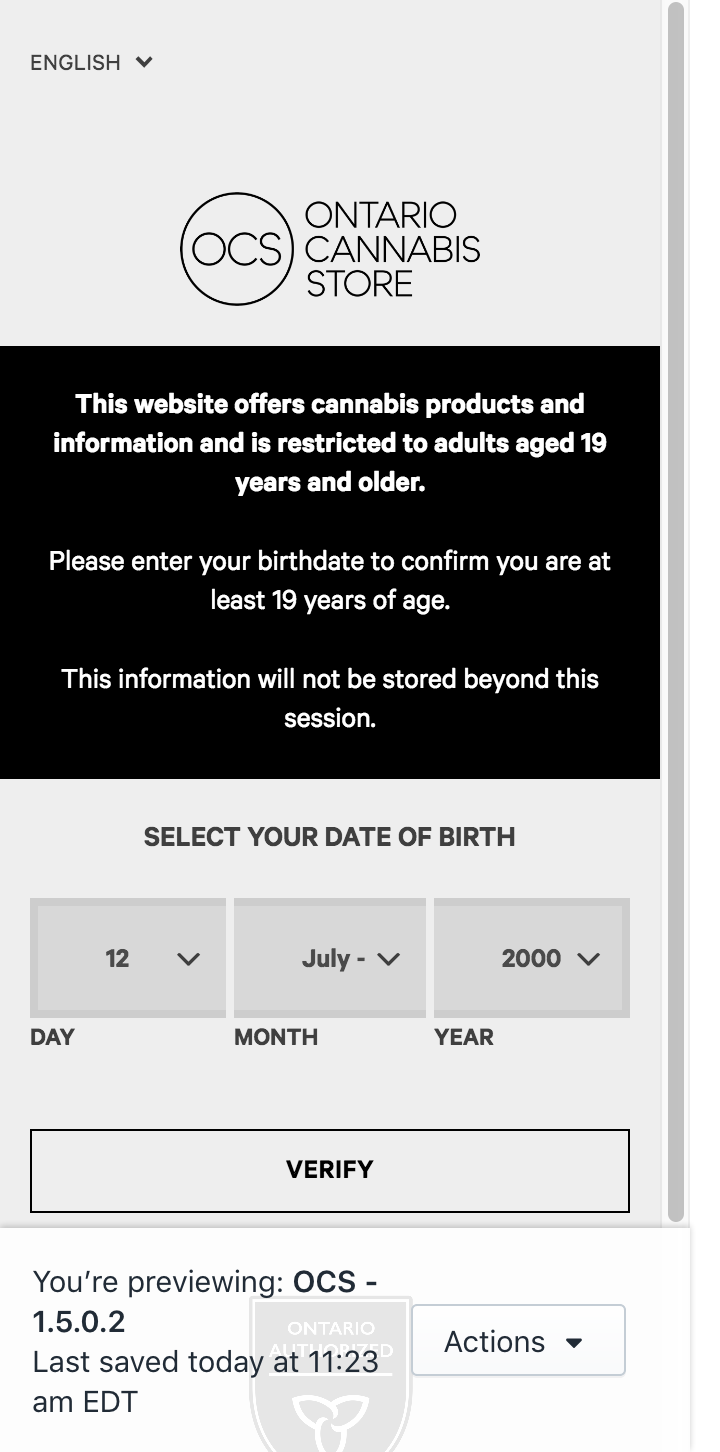 ENGLISH
OCS
ONTARIO
CANNABIS
STORE
This website offers cannabis products and
information and is restricted to adults aged 19
years and older.
Please enter your birthdate to confirm you are at
least 19 years of age.
This information will not be stored beyond this
session.
SELECT YOUR DATE OF BIRTH
12 July - 2000
DAY MONTH YEAR
VERIFY
You’re previewing: OCS -
1.5.0.2
Last saved today at 11:23
am EDT
Actions
ONTARIO
AUTHORIZED